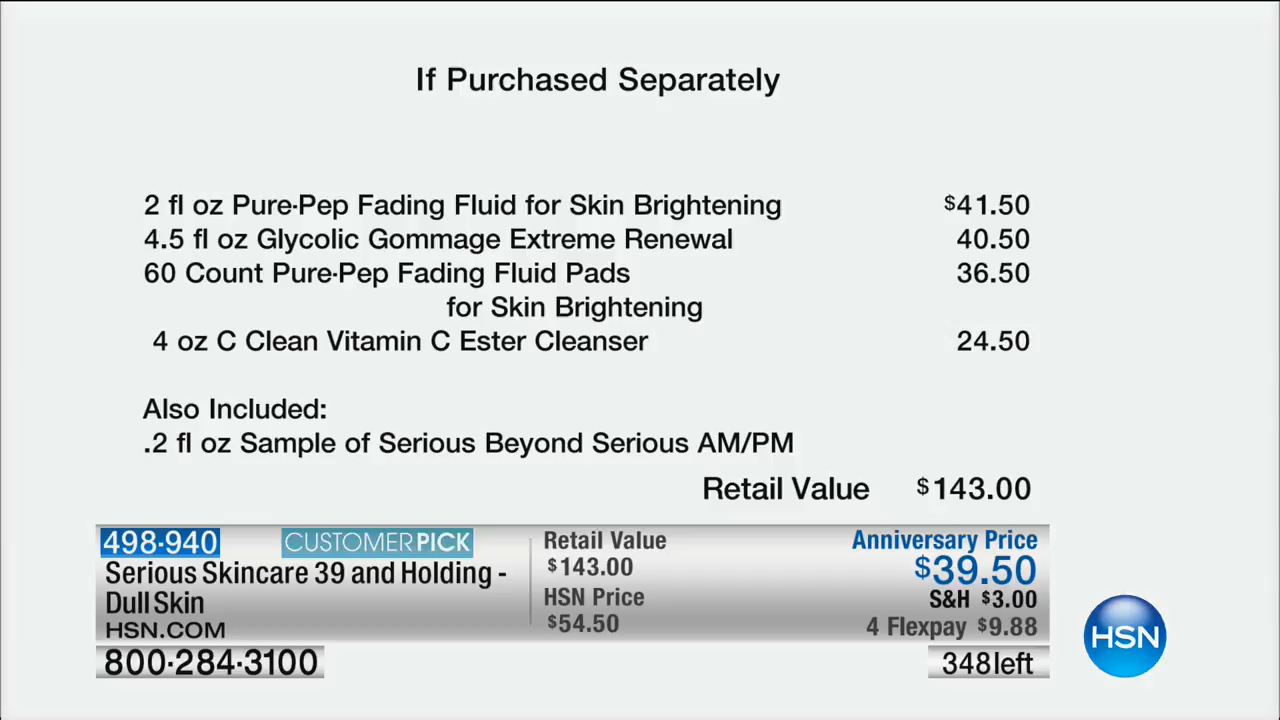 If Purchased Separately
2 fl oz Pure·Pep Fading Fluid for Skin Brightening $41.50
4.5 fl oz Glycolic Gommage Extreme Renewal 40.50
60 Count Pure·Pep Fading Fluid Pads 36.50
for Skin Brightening
4 oz C Clean Vitamin C Ester Cleanser 24.50
Also Included:
.2 fl oz Sample of Serious Beyond Serious AM/PM
Retail Value $143.00
498·940 CUSTOMERPICK
Serious Skincare 39 and Holding -
Dull Skin
HSN.COM
800·284·3100
Retail Value
$143.00
HSN Price
$54.50
Anniversary Price
$39.50
S&H $3.00
4 Flexpay $9.88
348left
HSN